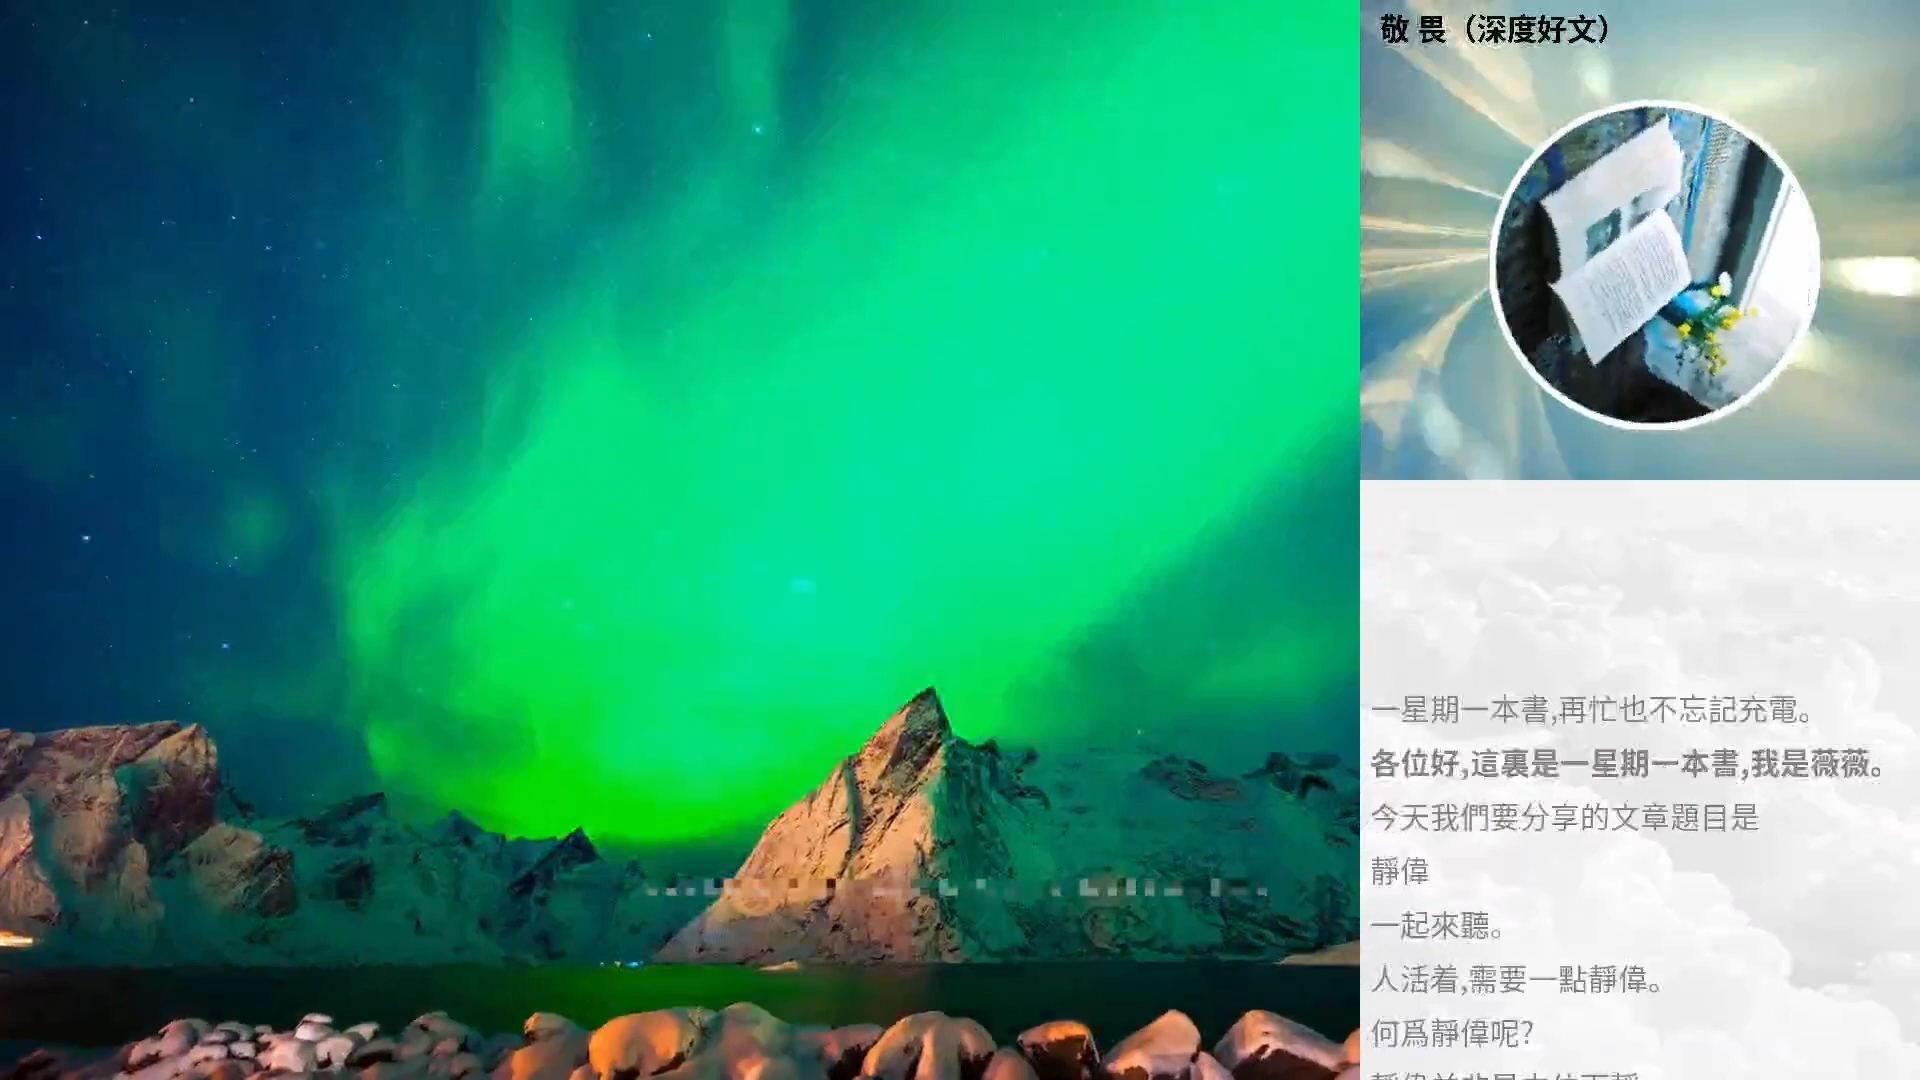 敬 畏（深度好文）
一星期一本書,再忙也不忘記充電。
各位好,這裏是一星期一本書,我是薇薇。
今天我們要分享的文章題目是
靜偉
一起來聽。
人活着,需要一點靜偉。
何爲靜偉呢?